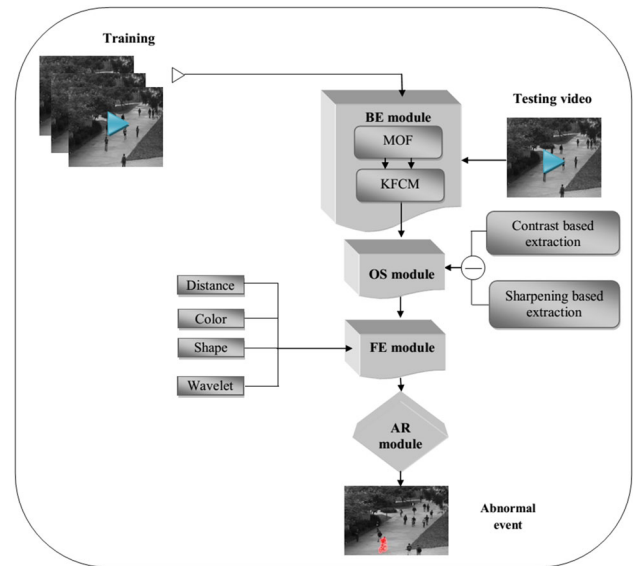 Training
BE module
MOF
KFCM
Testing video
Contrast based
extraction
OS module
Sharpening based
extraction
Distance
Color
Shape
Wavelet
FE module
AR
module
Abnormal
event